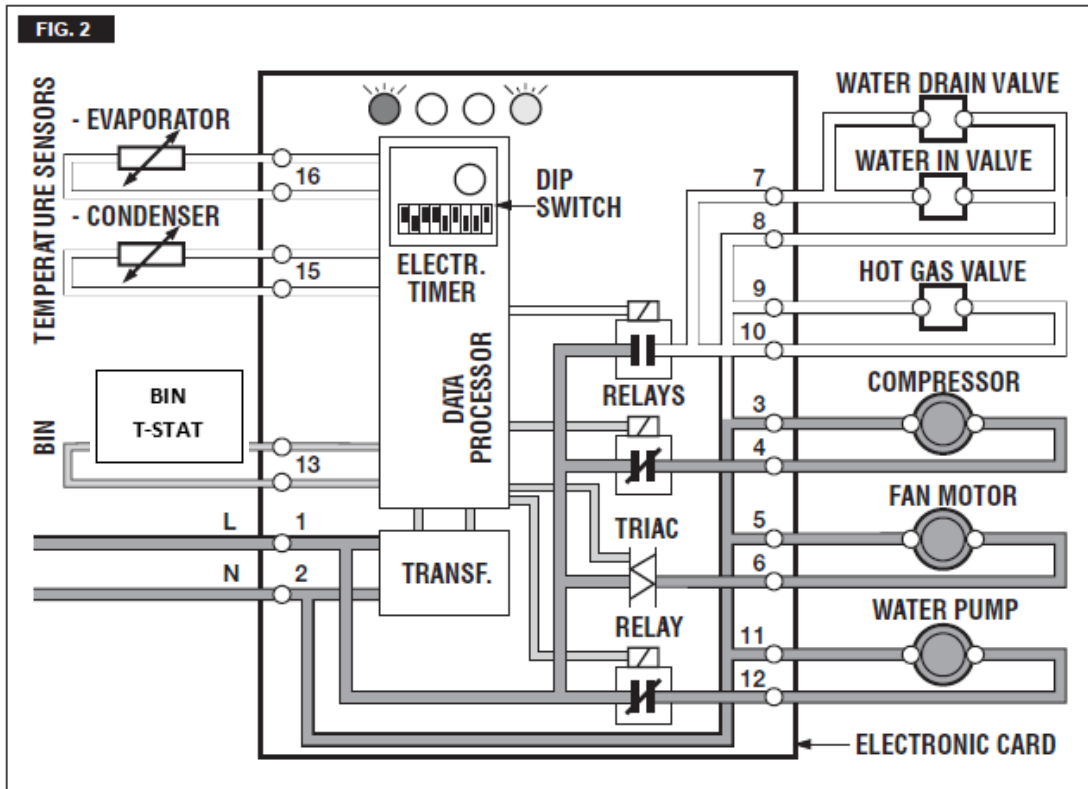 FIG. 2
TEMPERATURE SENSORS
- EVAPORATOR
16
- CONDENSER
15
BIN
BIN
T-STAT
13
L
1
N
2
DIP
SWITCH
ELECTR.
TIMER
DATA
PROCESSOR
TRANSF.
RELAYS
TRIAC
RELAY
WATER DRAIN VALVE
WATER IN VALVE
7
8
HOT GAS VALVE
9
10
COMPRESSOR
3
4
FAN MOTOR
5
6
WATER PUMP
11
12
ELECTRONIC CARD